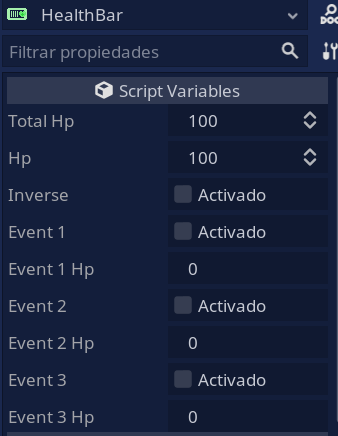 HealthBar
Filtrar propiedades
Script Variables
Total Hp 100
Hp 100
Inverse Activado
Event 1 Activado
Event 1 Hp 0
Event 2 Activado
Event 2 Hp 0
Event 3 Activado
Event 3 Hp 0